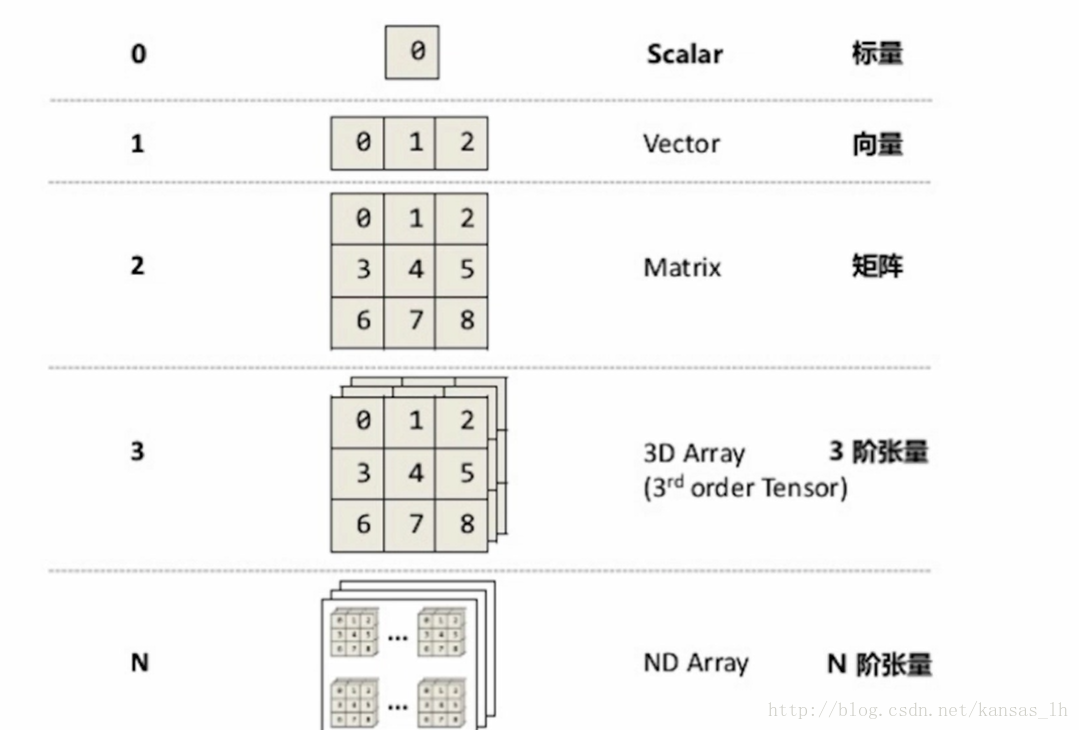 0 0 Scalar 标量
1 0 1 2 Vector 向量
0 1 2
2 3 4 5 Matrix 矩阵
6 7 8
0 1 2
3 3 4 5 3D Array 3 阶张量
(3rd order Tensor)
6 7 8
0 1 2 ... 0 1 2
3 4 5 3 4 5
6 7 8 6 7 8
N ND Array N 阶张量
0 1 2 ... 0 1 2
3 4 5 3 4 5
6 7 8 6 7 8
http://blog.csdn.net/kansas_lh